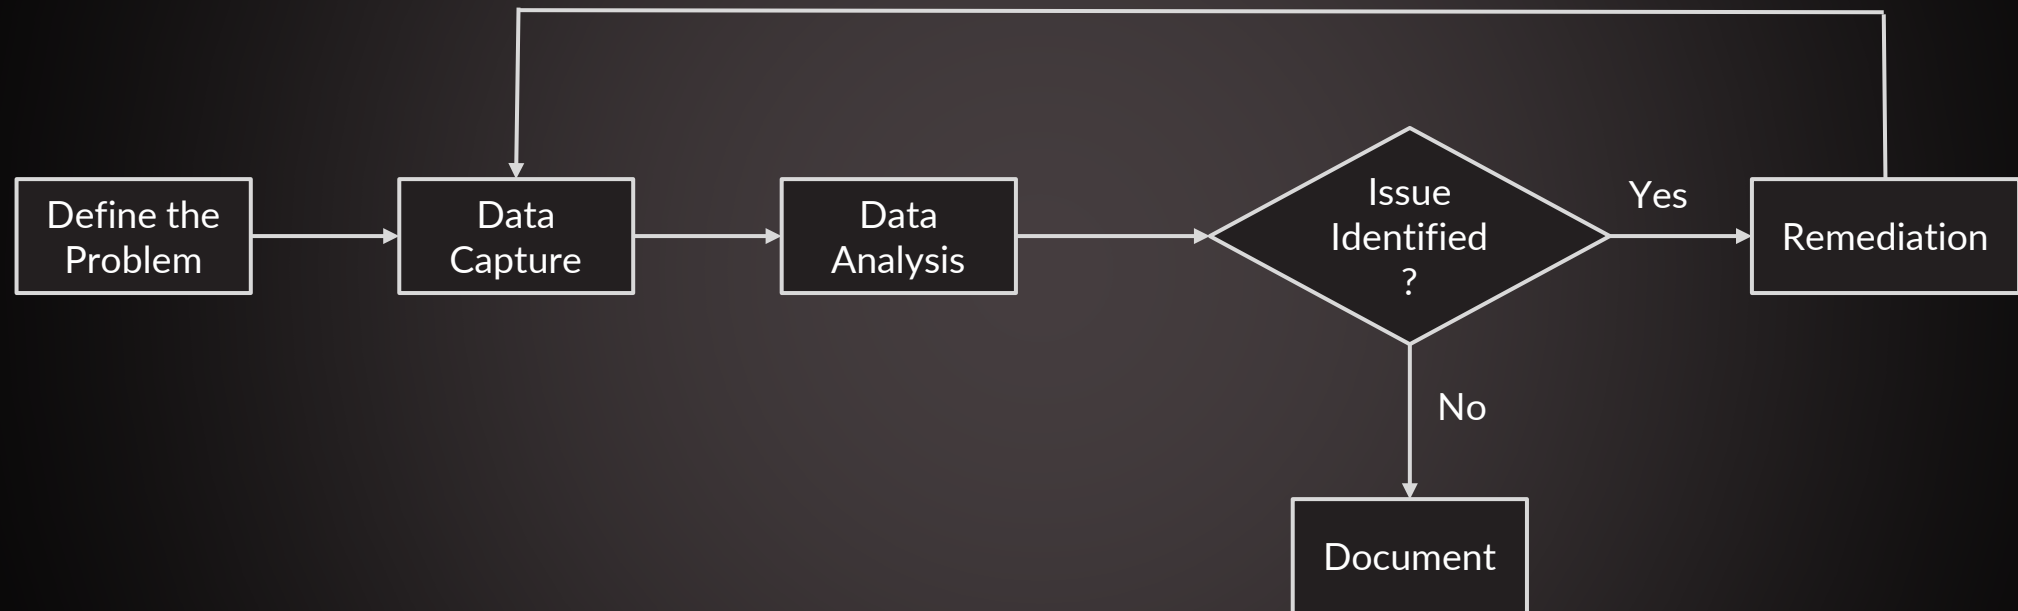 Define the
Problem
Data
Capture
Data
Analysis
Issue
Identified
?
Yes
Remediation
No
Document